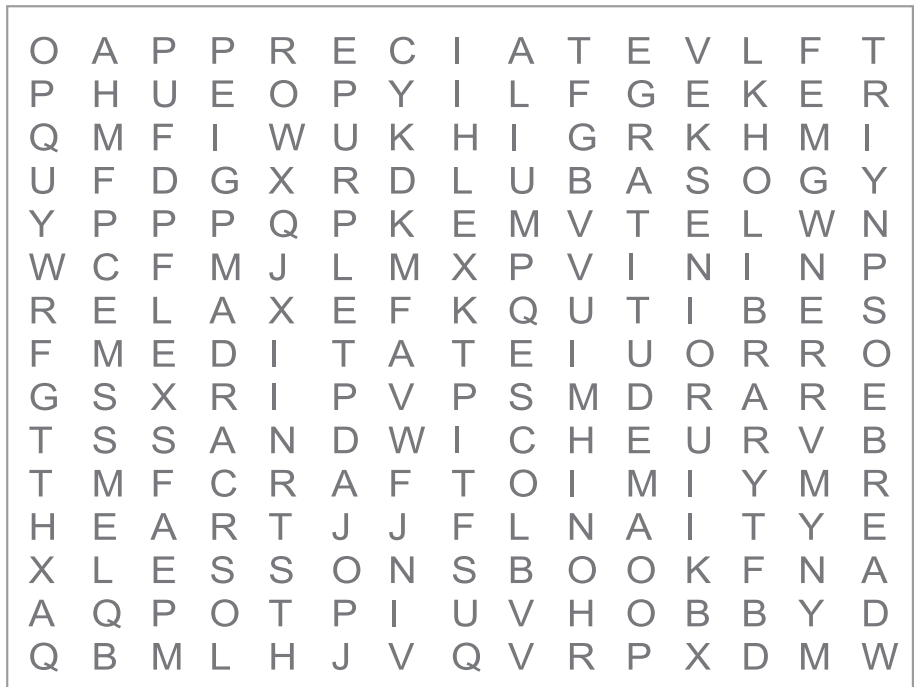 O A P P R E C I A T E V L F T
P H U E O P Y I L F G E K E R
Q M F I W U K H I G R K H M I
U F D G X R D L U B A S O G Y
Y P P P Q P K E M V T E L W N
W C F M J L M X P V I N I N P
R E L A X E F K Q U T I B E S
F M E D I T A T E I U O R R O
G S X R I P V P S M D R A R E
T S S A N D W I C H E U R V B
T M F C R A F T O I M I Y M R
H E A R T J J F L N A I T Y E
X L E S S O N S B O O K F N A
A Q P O T P I U V H O B B Y D
Q B M L H J V Q V R P X D M W